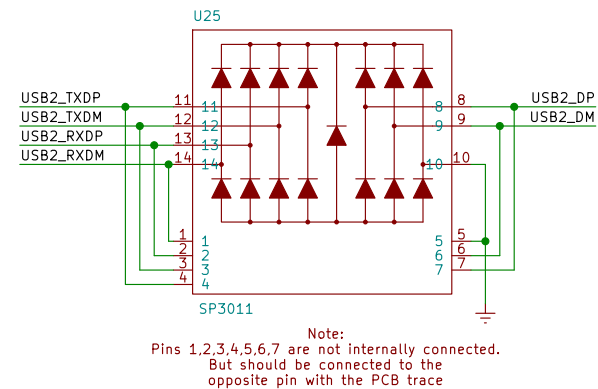 U25
USB2_TXDP 11 11 8 8 USB2_DP
USB2_TXDM 12 12 9 9 USB2_DM
USB2_RXDP 13 13
USB2_RXDM 14 14 10 10
1 1 5 5
2 2 6 6
3 3 7 7
4 4
SP3011
Note:
Pins 1,2,3,4,5,6,7 are not internally connected.
But should be connected to the
opposite pin with the PCB trace